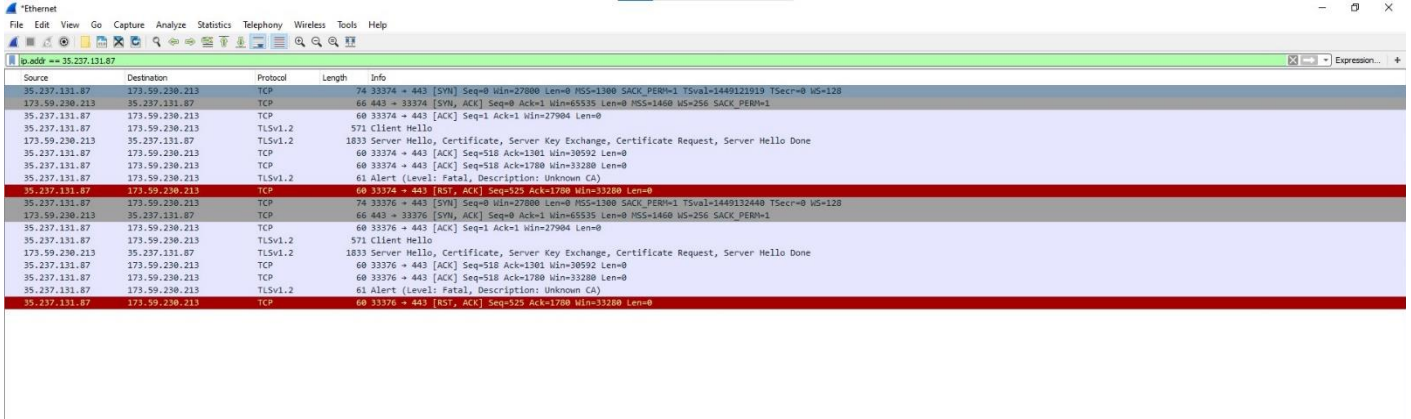 *Ethernet
File Edit View Go Capture Analyze Statistics Telephony Wireless Tools Help
ip.addr == 35.237.131.87 Expression... +
Source Destination Protocol Length Info
35.237.131.87 173.59.230.213 TCP 74 33374 → 443 [SYN] Seq=0 Win=27800 Len=0 MSS=1300 SACK_PERM=1 TSval=1449121919 TSecr=0 WS=128
173.59.230.213 35.237.131.87 TCP 66 443 → 33374 [SYN, ACK] Seq=0 Ack=1 Win=65535 Len=0 MSS=1460 WS=256 SACK_PERM=1
35.237.131.87 173.59.230.213 TCP 60 33374 → 443 [ACK] Seq=1 Ack=1 Win=27904 Len=0
35.237.131.87 173.59.230.213 TLSv1.2 571 Client Hello
173.59.230.213 35.237.131.87 TLSv1.2 1833 Server Hello, Certificate, Server Key Exchange, Certificate Request, Server Hello Done
35.237.131.87 173.59.230.213 TCP 60 33374 → 443 [ACK] Seq=518 Ack=1301 Win=30592 Len=0
35.237.131.87 173.59.230.213 TCP 60 33374 → 443 [ACK] Seq=518 Ack=1780 Win=33280 Len=0
35.237.131.87 173.59.230.213 TLSv1.2 61 Alert (Level: Fatal, Description: Unknown CA)
35.237.131.87 173.59.230.213 TCP 60 33374 → 443 [RST, ACK] Seq=525 Ack=1780 Win=33280 Len=0
35.237.131.87 173.59.230.213 TCP 74 33376 → 443 [SYN] Seq=0 Win=27800 Len=0 MSS=1300 SACK_PERM=1 TSval=1449132440 TSecr=0 WS=128
173.59.230.213 35.237.131.87 TCP 66 443 → 33376 [SYN, ACK] Seq=0 Ack=1 Win=65535 Len=0 MSS=1460 WS=256 SACK_PERM=1
35.237.131.87 173.59.230.213 TCP 60 33376 → 443 [ACK] Seq=1 Ack=1 Win=27904 Len=0
35.237.131.87 173.59.230.213 TLSv1.2 571 Client Hello
173.59.230.213 35.237.131.87 TLSv1.2 1833 Server Hello, Certificate, Server Key Exchange, Certificate Request, Server Hello Done
35.237.131.87 173.59.230.213 TCP 60 33376 → 443 [ACK] Seq=518 Ack=1301 Win=30592 Len=0
35.237.131.87 173.59.230.213 TCP 60 33376 → 443 [ACK] Seq=518 Ack=1780 Win=33280 Len=0
35.237.131.87 173.59.230.213 TLSv1.2 61 Alert (Level: Fatal, Description: Unknown CA)
35.237.131.87 173.59.230.213 TCP 60 33376 → 443 [RST, ACK] Seq=525 Ack=1780 Win=33280 Len=0